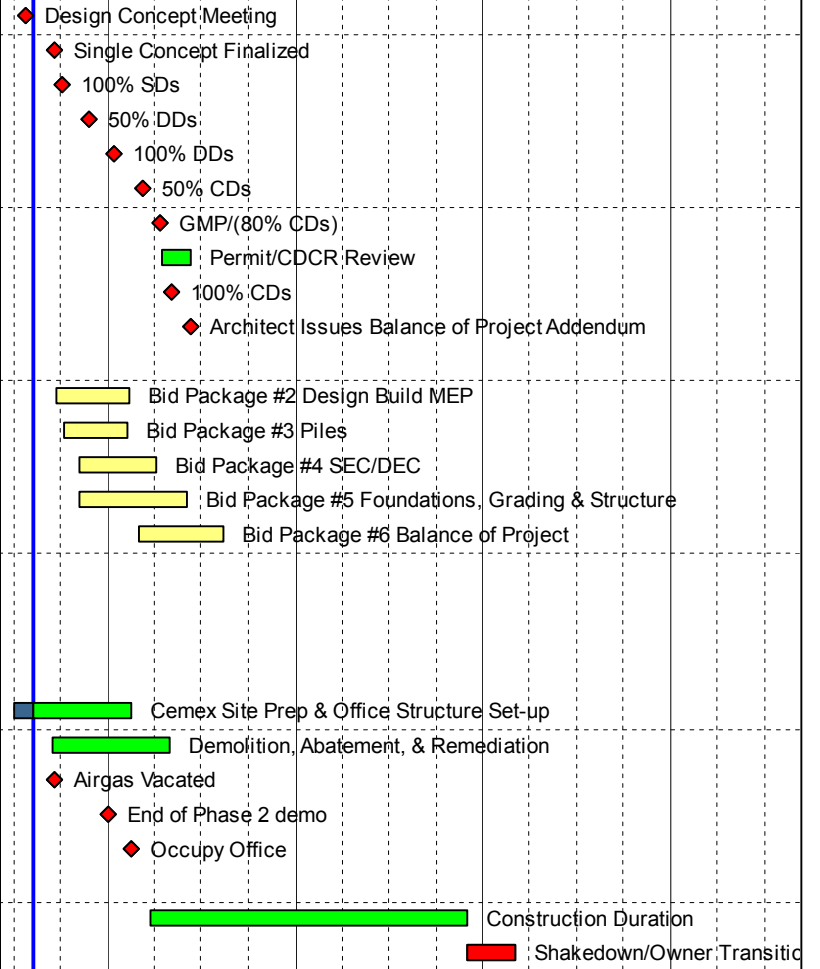 Design Concept Meeting
Single Concept Finalized
100% SDs
50% DDs
100% DDs
50% CDs
GMP/(80% CDs)
Permit/CDCR Review
100% CDs
Architect Issues Balance of Project Addendum
Bid Package #2 Design Build MEP
Bid Package #3 Piles
Bid Package #4 SEC/DEC
Bid Package #5 Foundations, Grading & Structure
Bid Package #6 Balance of Project
Cemex Site Prep & Office Structure Set-up
Demolition, Abatement, & Remediation
Airgas Vacated
End of Phase 2 demo
Occupy Office
Construction Duration
Shakedown/Owner Transitic